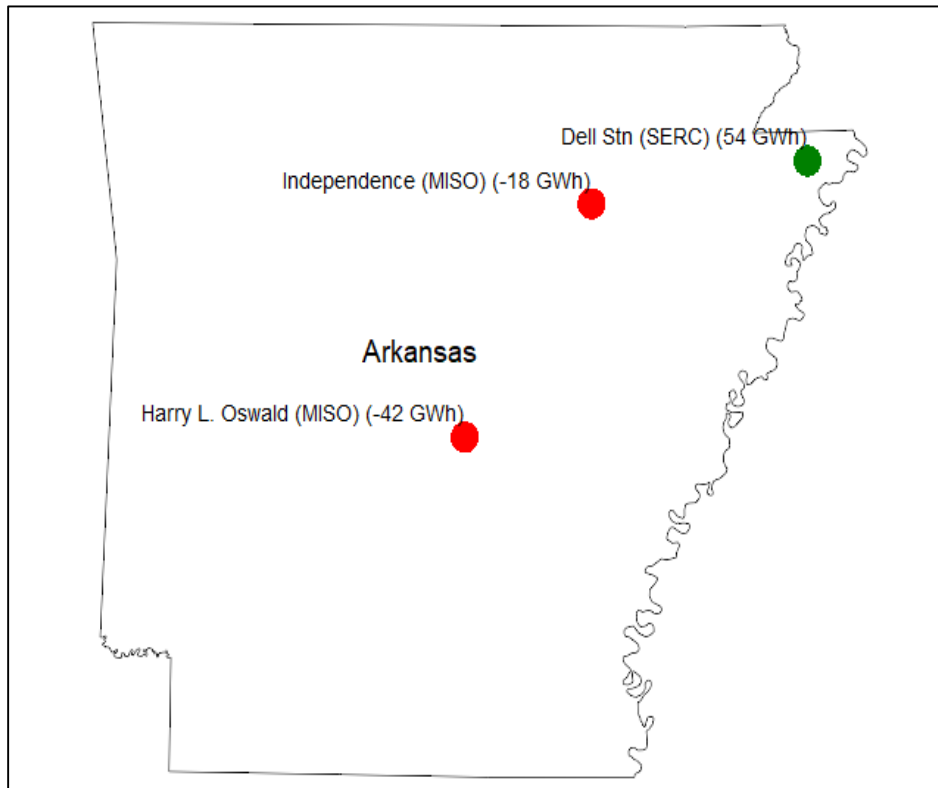 Dell Stn (SERC) (54 GWh)
Independence (MISO) (-18 GWh)
Arkansas
Harry L. Oswald (MISO) (-42 GWh)